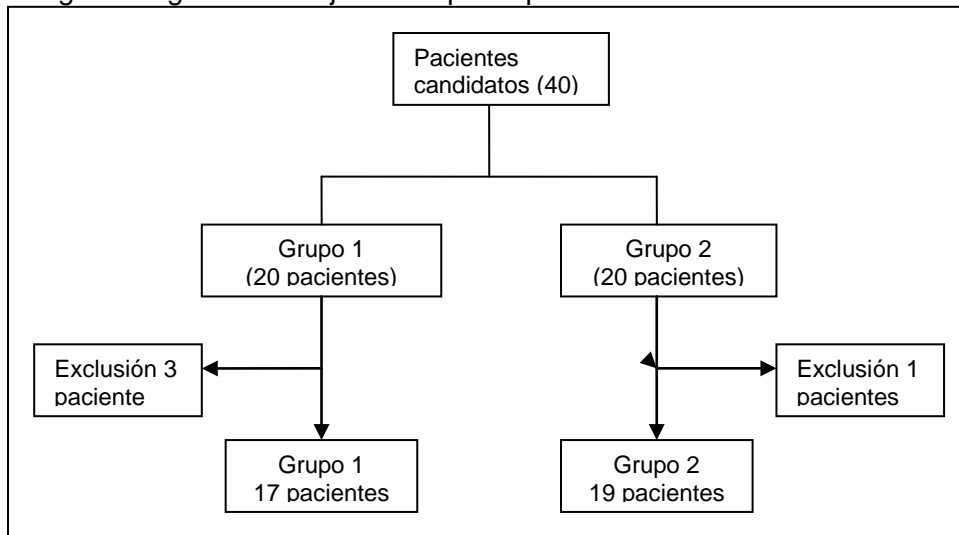 Pacientes
candidatos (40)
Grupo 1
(20 pacientes)
Grupo 2
(20 pacientes)
Exclusión 3
paciente
Exclusión 1
pacientes
Grupo 1
17 pacientes
Grupo 2
19 pacientes